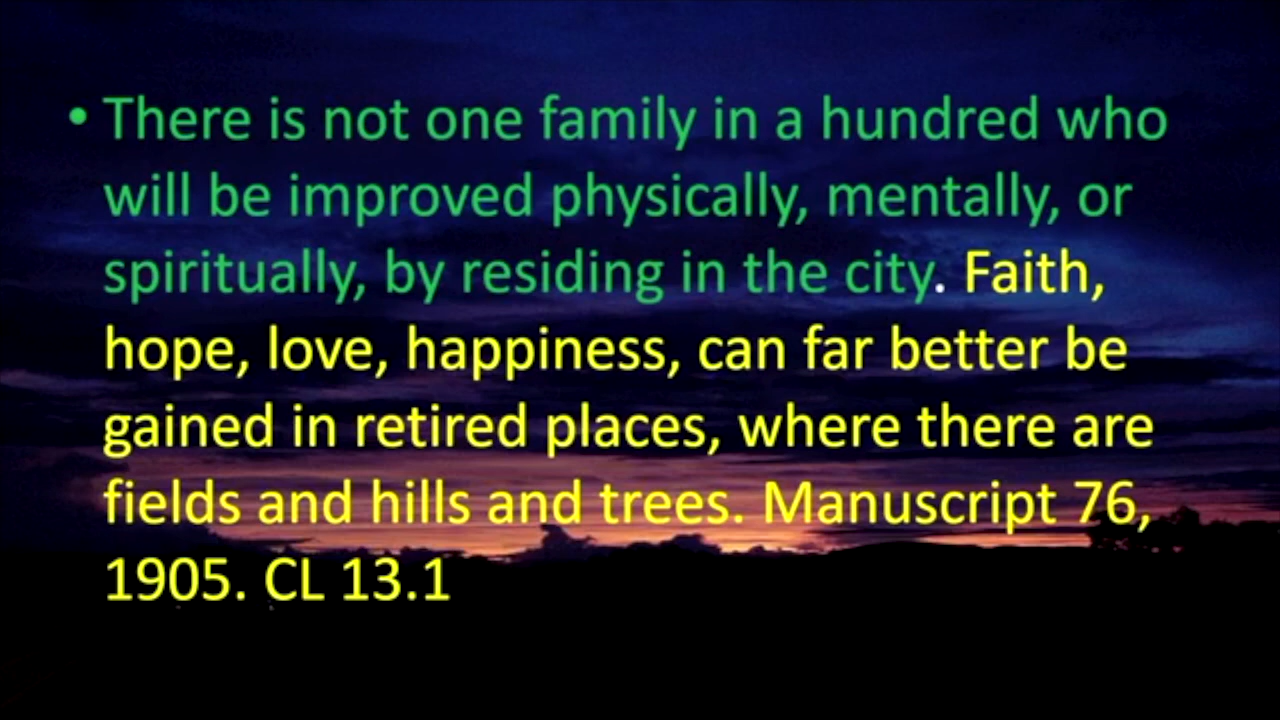 • There is not one family in a hundred who
will be improved physically, mentally, or
spiritually, by residing in the city. Faith,
hope, love, happiness, can far better be
gained in retired places, where there are
fields and hills and trees. Manuscript 76,
1905. CL 13.1